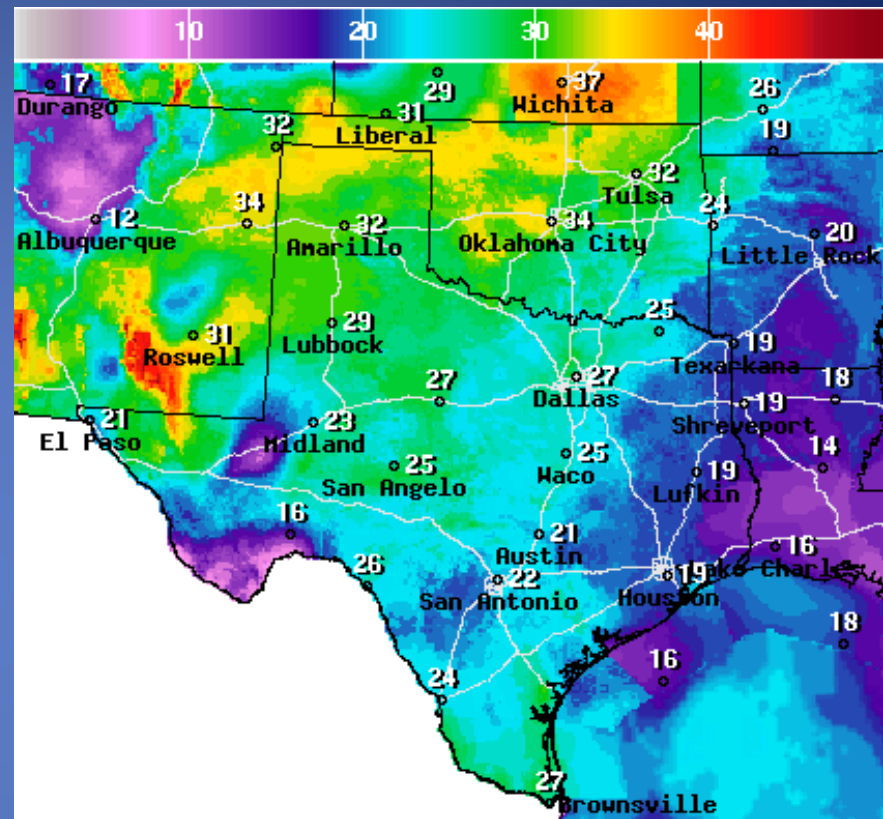 10 20 30 40
17 Durango
29
37 Wichita
26
31 Liberal
32
19
32 Tulsa
34
12 Albuquerque
32 Amarillo
34 Oklahoma City
24
20 Little Rock
31 Roswell
29 Lubbock
25
19 Texarkana
27
27 Dallas
19 Shreveport
18
21 El Paso
23 Midland
25 San Angelo
25 Waco
19 Lufkin
14
16
21 Austin
16
Lake Charles
26
22 San Antonio
19 Houston
18
24
16
27 Brownsville